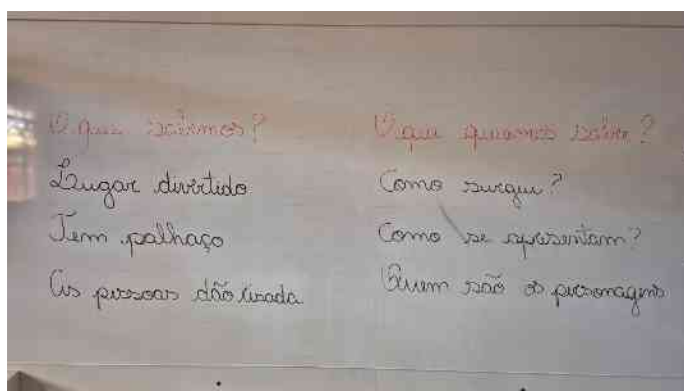 O que sabemos?
Lugar divertido
Tem palhaço
As pessoas dão risada
O que queremos saber?
Como surgiu?
Como se apresentam?
Quem são os personagens